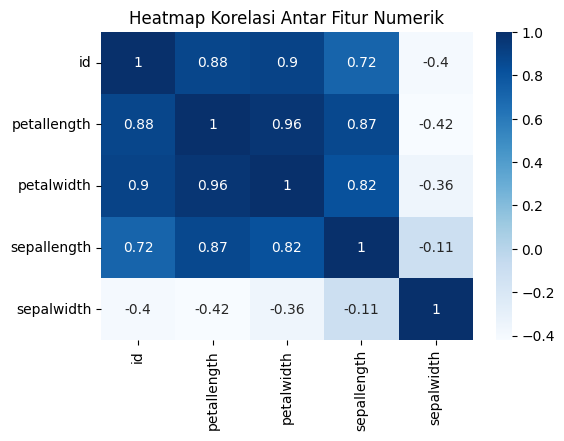 Heatmap Korelasi Antar Fitur Numerik
id 1 0.88 0.9 0.72 -0.4
petallength 0.88 1 0.96 0.87 -0.42
petalwidth 0.9 0.96 1 0.82 -0.36
sepallength 0.72 0.87 0.82 1 -0.11
sepalwidth -0.4 -0.42 -0.36 -0.11 1
id petallength petalwidth sepallength sepalwidth
1.0
0.8
0.6
0.4
0.2
0.0
-0.2
-0.4